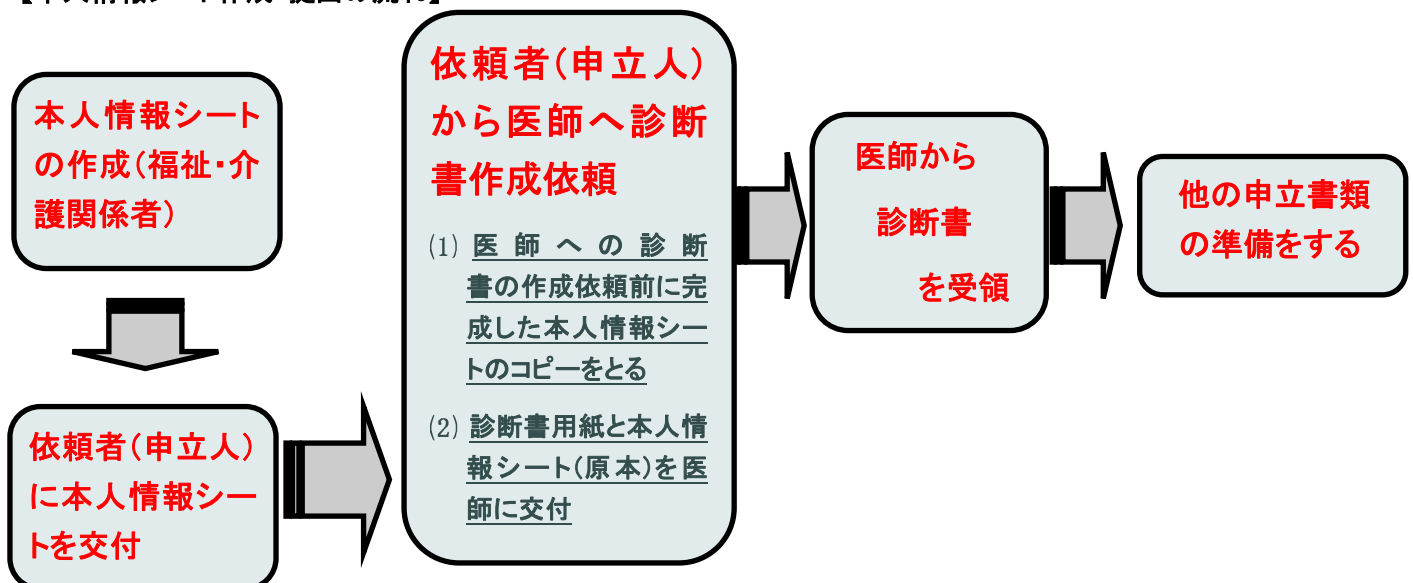 本人情報シート
の作成(福祉・介
護関係者)
依頼者(申立人)
に本人情報シー
トを交付
依頼者(申立人)
から医師へ診断
書作成依頼
(1) 医師への診断
書の作成依頼前に完
成した本人情報シー
トのコピーをとる
(2) 診断書用紙と本人情
報シート(原本)を医
師に交付
医師から
診断書
を受領
他の申立書類
の準備をする